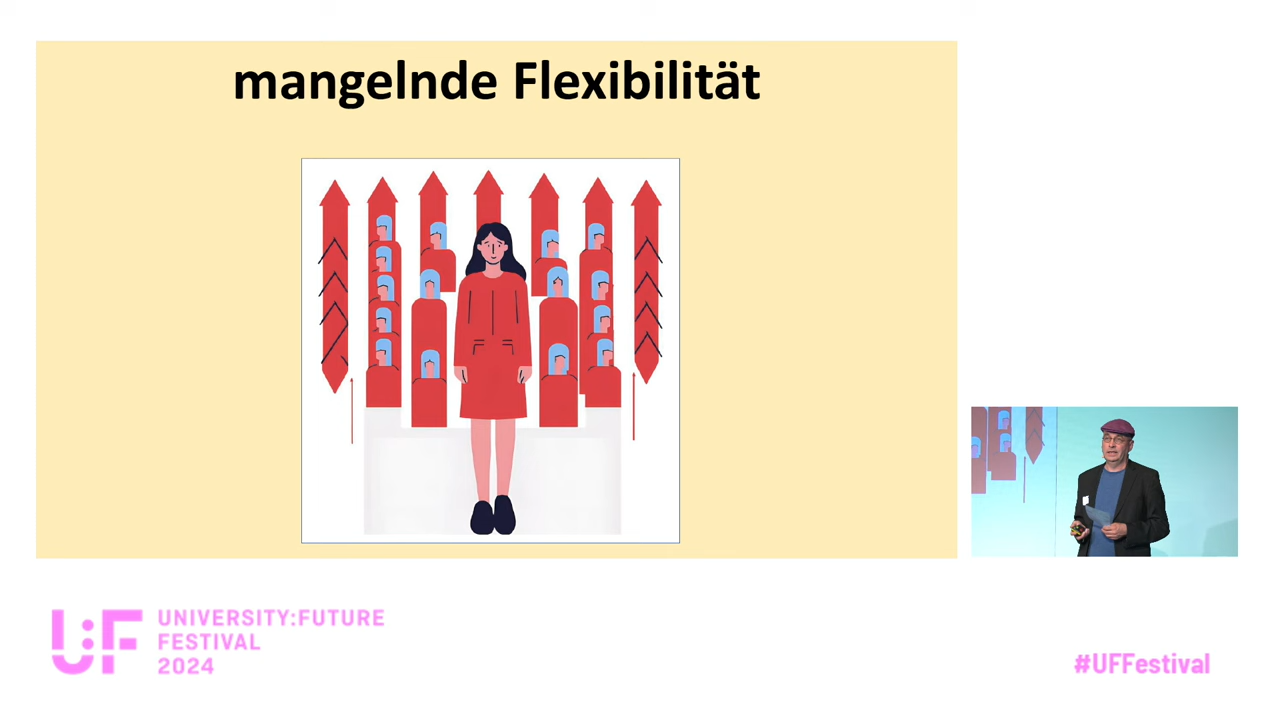 mangelnde Flexibilität
U:F
UNIVERSITY:FUTURE
FESTIVAL
2024
#UFFestival